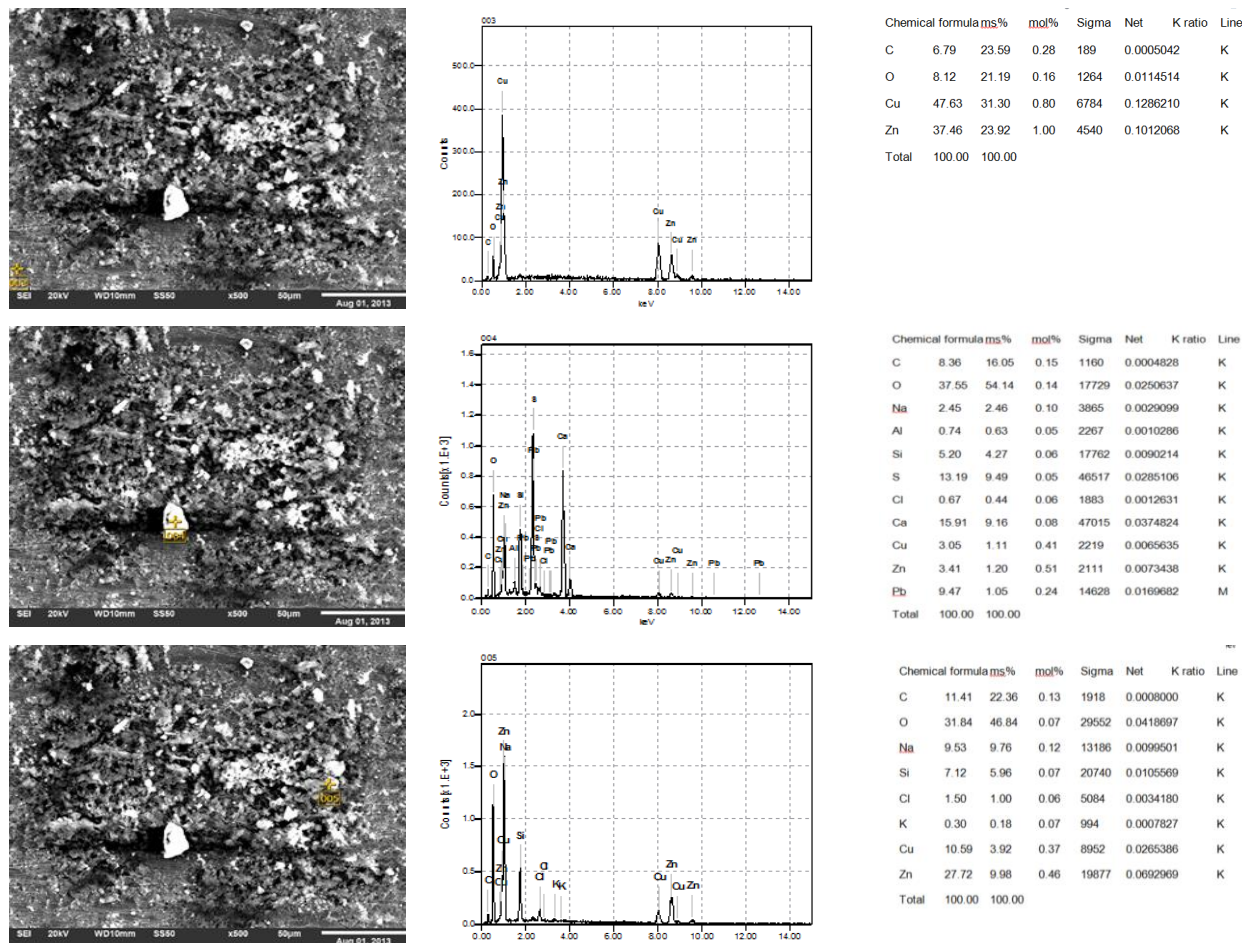 003
Counts
500.0
400.0
300.0
200.0
100.0
0.0
Cu
Zn
Zn
Cu
O
C
Cu
Zn
Cu
Zn
0.00 2.00 4.00 6.00 8.00 10.00 12.00 14.00
keV
SEI 20kV WD10mm SS50 x500 50µm
Aug 01, 2013
Chemical formula ms% mol% Sigma Net K ratio Line
C 6.79 23.59 0.28 189 0.0005042 K
O 8.12 21.19 0.16 1264 0.0114514 K
Cu 47.63 31.30 0.80 6784 0.1286210 K
Zn 37.46 23.92 1.00 4540 0.1012068 K
Total 100.00 100.00
004
Counts[x1.E+3]
1.6
1.4
1.2
1.0
0.8
0.6
0.4
0.2
0.0
S
Ca
Pb
O
Na
Zn
Si
Pb
Cl
Cu
Zn
Pb
Pb
Pb
Pb
Al
Ca
C
Cl
Cu
Zn
Cu
Zn
Pb
Pb
0.00 2.00 4.00 6.00 8.00 10.00 12.00 14.00
keV
004
SEI 20kV WD10mm SS50 x500 50µm
Aug 01, 2013
Chemical formula ms% mol% Sigma Net K ratio Line
C 8.36 16.05 0.15 1160 0.0004828 K
O 37.55 54.14 0.14 17729 0.0250637 K
Na 2.45 2.46 0.10 3865 0.0029099 K
Al 0.74 0.63 0.05 2267 0.0010286 K
Si 5.20 4.27 0.06 17762 0.0090214 K
S 13.19 9.49 0.05 46517 0.0285106 K
Cl 0.67 0.44 0.06 1883 0.0012631 K
Ca 15.91 9.16 0.08 47015 0.0374824 K
Cu 3.05 1.11 0.41 2219 0.0065635 K
Zn 3.41 1.20 0.51 2111 0.0073438 K
Pb 9.47 1.05 0.24 14628 0.0169682 M
Total 100.00 100.00
005
Counts[x1.E+3]
2.0
1.5
1.0
0.5
0.0
Zn
Na
O
Cu
Si
Cu
Cl
Cl
K
K
Cu
Zn
Cu
Zn
0.00 2.00 4.00 6.00 8.00 10.00 12.00 14.00
keV
005
SEI 20kV WD10mm SS50 x500 50µm
Aug 01, 2013
Chemical formula ms% mol% Sigma Net K ratio Line
C 11.41 22.36 0.13 1918 0.0008000 K
O 31.84 46.84 0.07 29552 0.0418697 K
Na 9.53 9.76 0.12 13186 0.0099501 K
Si 7.12 5.96 0.07 20740 0.0105569 K
Cl 1.50 1.00 0.06 5084 0.0034180 K
K 0.30 0.18 0.07 994 0.0007827 K
Cu 10.59 3.92 0.37 8952 0.0265386 K
Zn 27.72 9.98 0.46 19877 0.0692969 K
Total 100.00 100.00